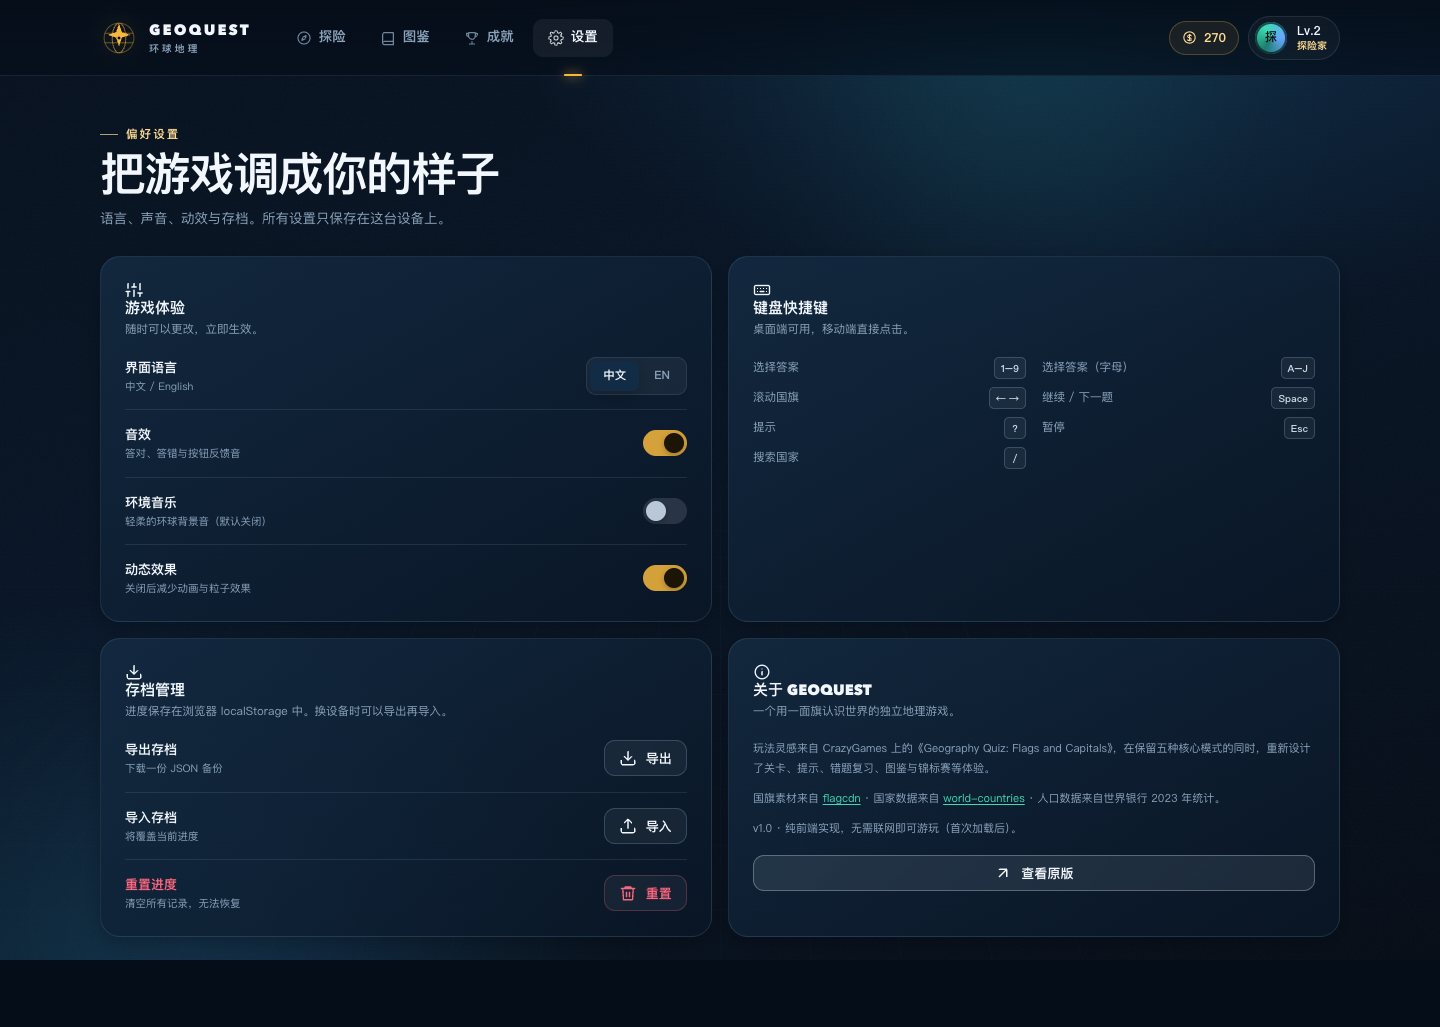 GEOQUEST
环球地理
探险
图鉴
成就
设置
270
探
Lv.2
探险家
偏好设置
把游戏调成你的样子
语言、声音、动效与存档。所有设置只保存在这台设备上。
游戏体验
随时可以更改，立即生效。
界面语言
中文 / English
中文
EN
音效
答对、答错与按钮反馈音
环境音乐
轻柔的环球背景音（默认关闭）
动态效果
关闭后减少动画与粒子效果
键盘快捷键
桌面端可用，移动端直接点击。
选择答案
1–9
选择答案（字母）
A–J
滚动国旗
←→
继续 / 下一题
Space
提示
?
暂停
Esc
搜索国家
/
存档管理
进度保存在浏览器 localStorage 中。换设备时可以导出再导入。
导出存档
下载一份 JSON 备份
导出
导入存档
将覆盖当前进度
导入
重置进度
清空所有记录，无法恢复
重置
关于 GEOQUEST
一个用一面旗认识世界的独立地理游戏。
玩法灵感来自 CrazyGames 上的《Geography Quiz: Flags and Capitals》，在保留五种核心模式的同时，重新设计
了关卡、提示、错题复习、图鉴与锦标赛等体验。
国旗素材来自 flagcdn · 国家数据来自 world-countries · 人口数据来自世界银行 2023 年统计。
v1.0 · 纯前端实现，无需联网即可游玩（首次加载后）。
查看原版